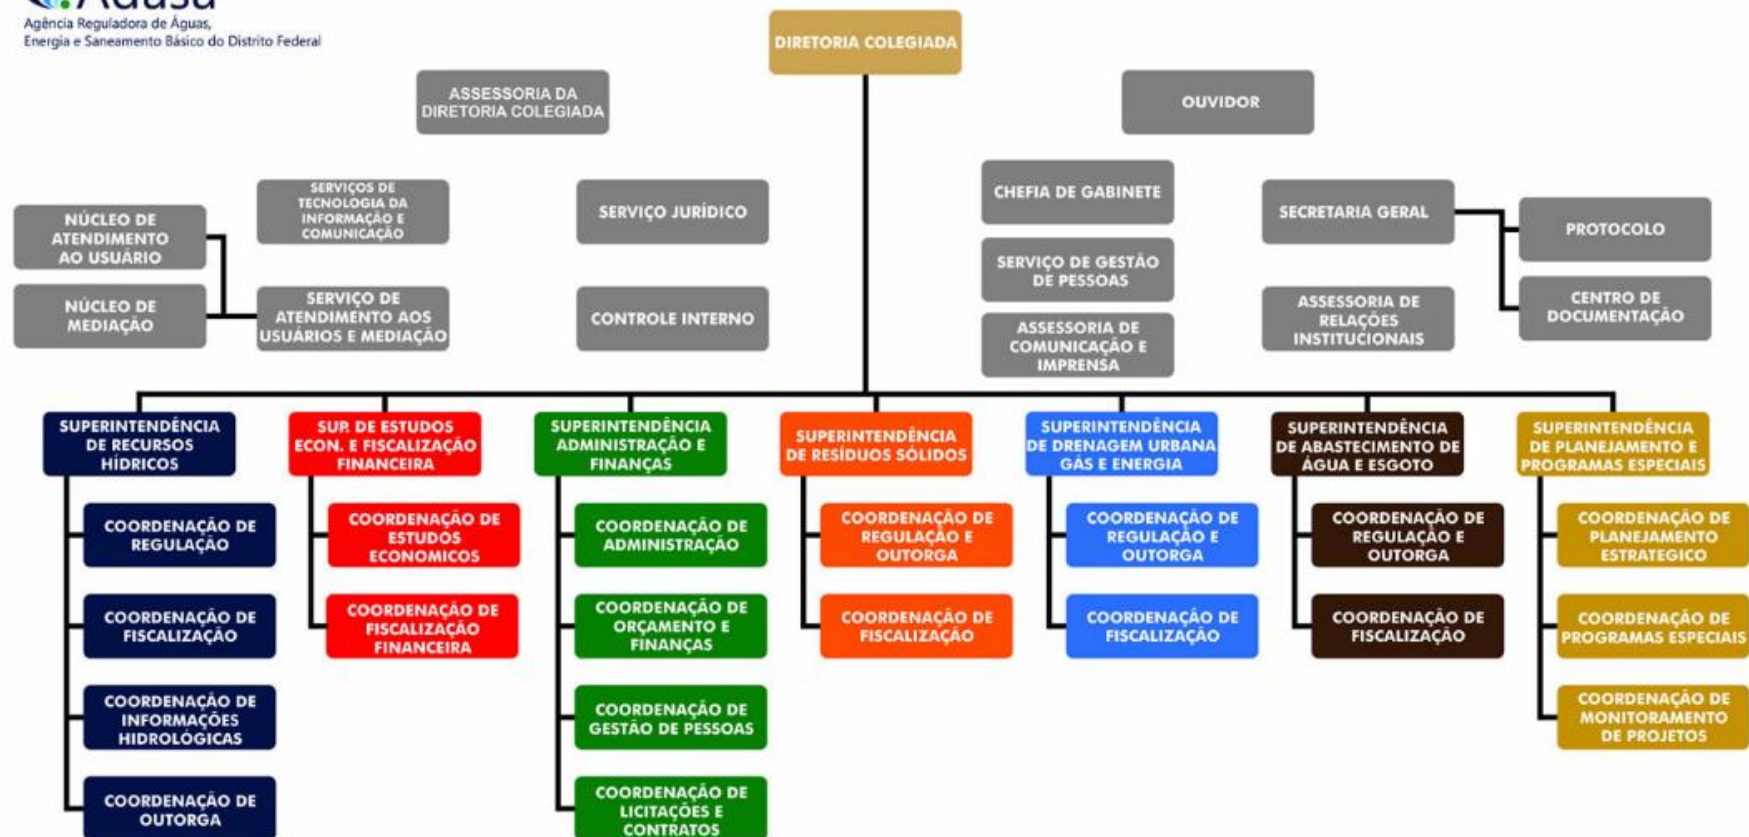 Adasa
Agência Reguladora de Águas,
Energia e Saneamento Básico do Distrito Federal
DIRETORIA COLEGIADA
ASSESSORIA DA
DIRETORIA COLEGIADA
OUVIDOR
NÚCLEO DE
ATENDIMENTO
AO USUÁRIO
SERVIÇOS DE
TECNOLOGIA DA
INFORMAÇÃO E
COMUNICAÇÃO
SERVIÇO JURÍDICO
CHEFIA DE GABINETE
SECRETARIA GERAL
PROTOCOLO
SERVIÇO DE GESTÃO
DE PESSOAS
NÚCLEO DE
MEDIAÇÃO
SERVIÇO DE
ATENDIMENTO AOS
USUÁRIOS E MEDIAÇÃO
CONTROLE INTERNO
ASSESSORIA DE
COMUNICAÇÃO E
IMPRENSA
ASSESSORIA DE
RELAÇÕES
INSTITUCIONAIS
CENTRO DE
DOCUMENTAÇÃO
SUPERINTENDÊNCIA
DE RECURSOS
HÍDRICOS
COORDENAÇÃO DE
REGULAÇÃO
COORDENAÇÃO DE
FISCALIZAÇÃO
COORDENAÇÃO DE
INFORMAÇÕES
HIDROLÓGICAS
COORDENAÇÃO DE
OUTORGA
SUP. DE ESTUDOS
ECON. E FISCALIZAÇÃO
FINANCEIRA
COORDENAÇÃO DE
ESTUDOS
ECONOMICOS
COORDENAÇÃO DE
FISCALIZAÇÃO
FINANCEIRA
SUPERINTENDÊNCIA
ADMINISTRAÇÃO E
FINANÇAS
COORDENAÇÃO DE
ADMINISTRAÇÃO
COORDENAÇÃO DE
ORÇAMENTO E
FINANÇAS
COORDENAÇÃO DE
GESTÃO DE PESSOAS
COORDENAÇÃO DE
LICITAÇÕES E
CONTRATOS
SUPERINTENDÊNCIA
DE RESÍDUOS SÓLIDOS
COORDENAÇÃO DE
REGULAÇÃO E
OUTORGA
COORDENAÇÃO DE
FISCALIZAÇÃO
SUPERINTENDÊNCIA
DE DRENAGEM URBANA
GÁS E ENERGIA
COORDENAÇÃO DE
REGULAÇÃO E
OUTORGA
COORDENAÇÃO DE
FISCALIZAÇÃO
SUPERINTENDÊNCIA
DE ABASTECIMENTO DE
ÁGUA E ESGOTO
COORDENAÇÃO DE
REGULAÇÃO E
OUTORGA
COORDENAÇÃO DE
FISCALIZAÇÃO
SUPERINTENDÊNCIA
DE PLANEJAMENTO E
PROGRAMAS ESPECIAIS
COORDENAÇÃO DE
PLANEJAMENTO
ESTRATEGICO
COORDENAÇÃO DE
PROGRAMAS ESPECIAIS
COORDENAÇÃO DE
MONITORAMENTO
DE PROJETOS